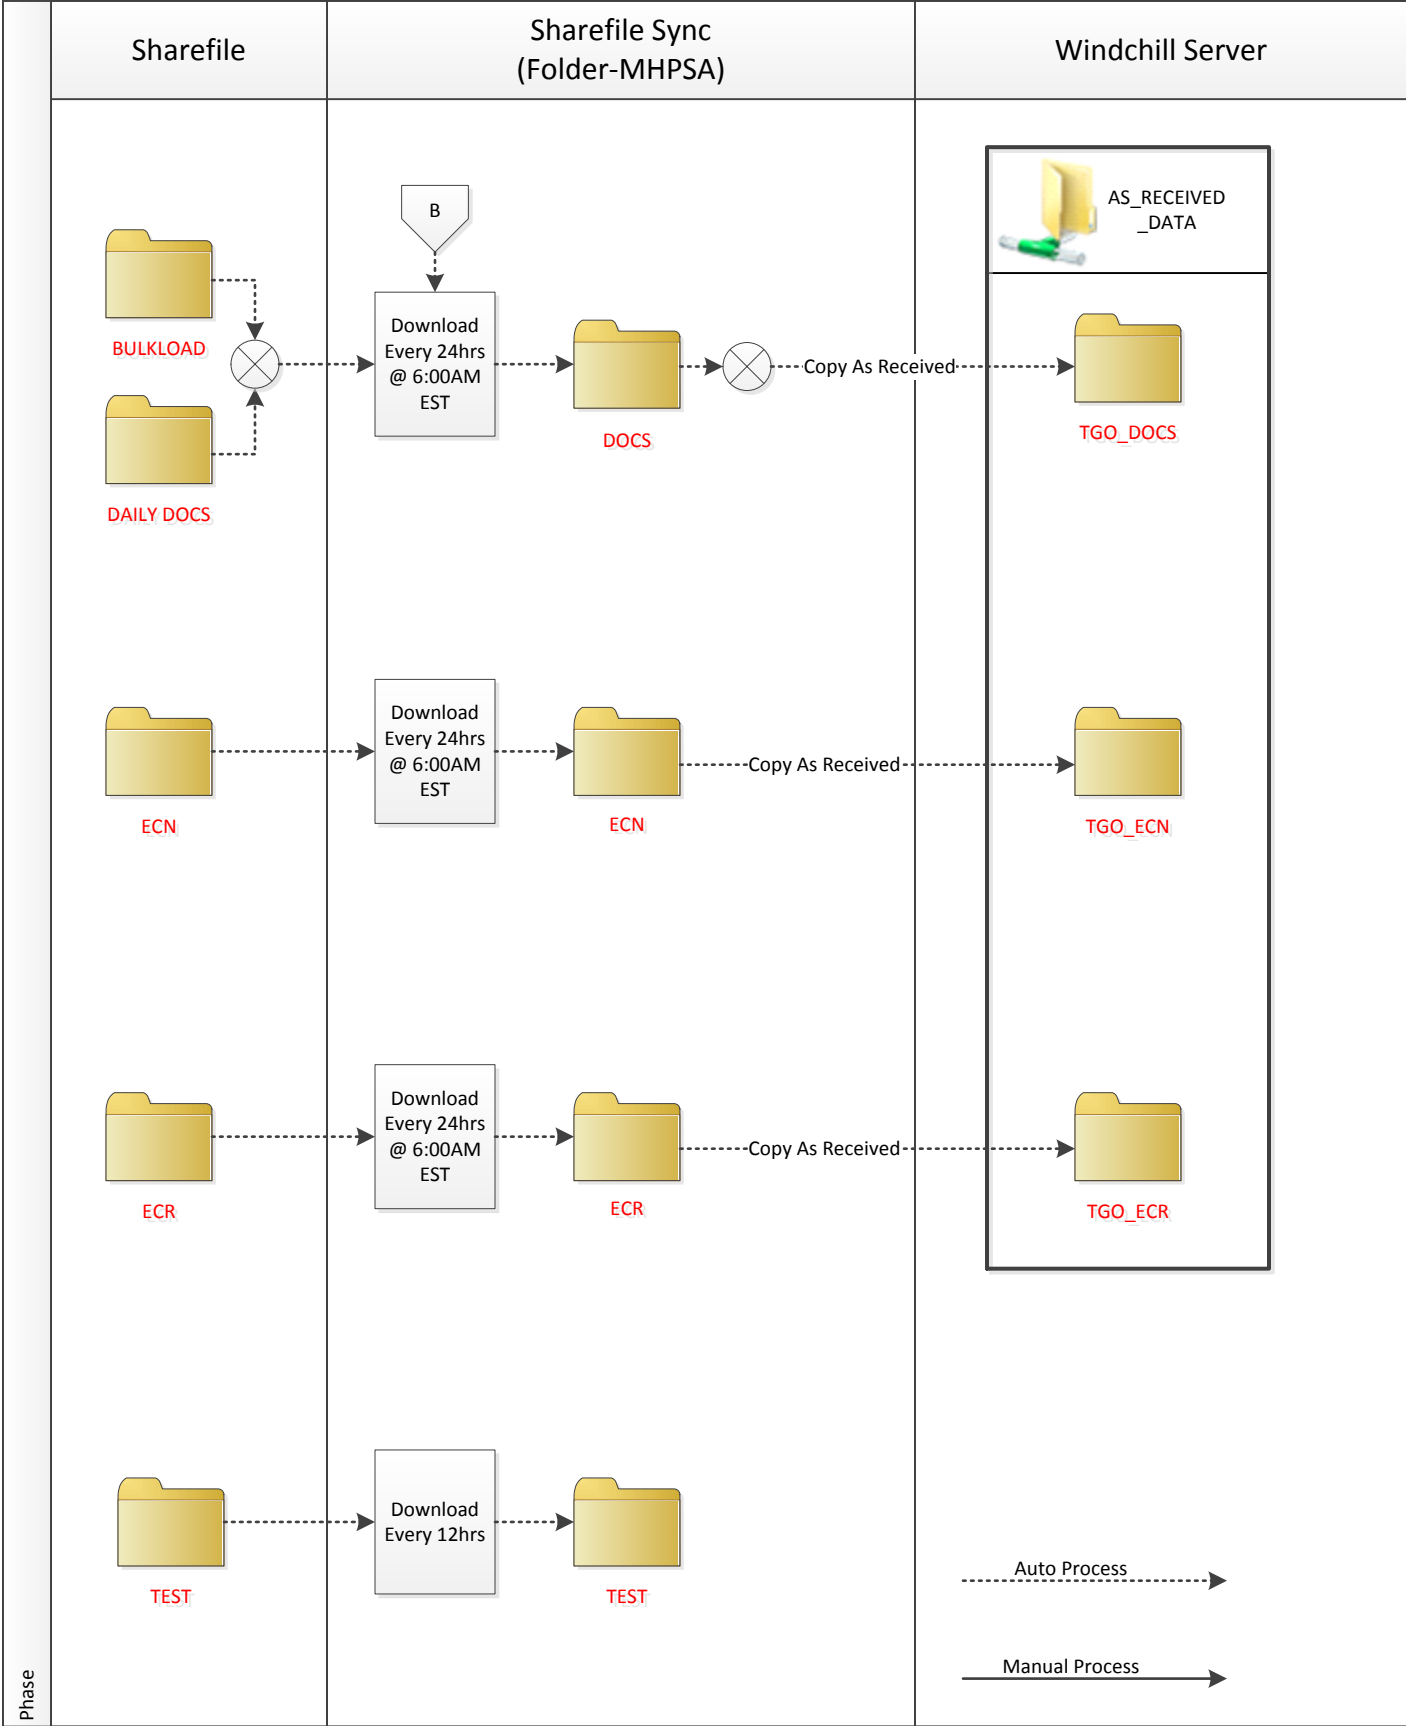 Sharefile
Sharefile Sync
(Folder-MHPSA)
Windchill Server
AS_RECEIVED
_DATA
B
BULKLOAD
DAILY DOCS
Download
Every 24hrs
@ 6:00AM
EST
DOCS
Copy As Received
TGO_DOCS
ECN
Download
Every 24hrs
@ 6:00AM
EST
ECN
Copy As Received
TGO_ECN
ECR
Download
Every 24hrs
@ 6:00AM
EST
ECR
Copy As Received
TGO_ECR
TEST
Download
Every 12hrs
TEST
Auto Process
Manual Process
Phase